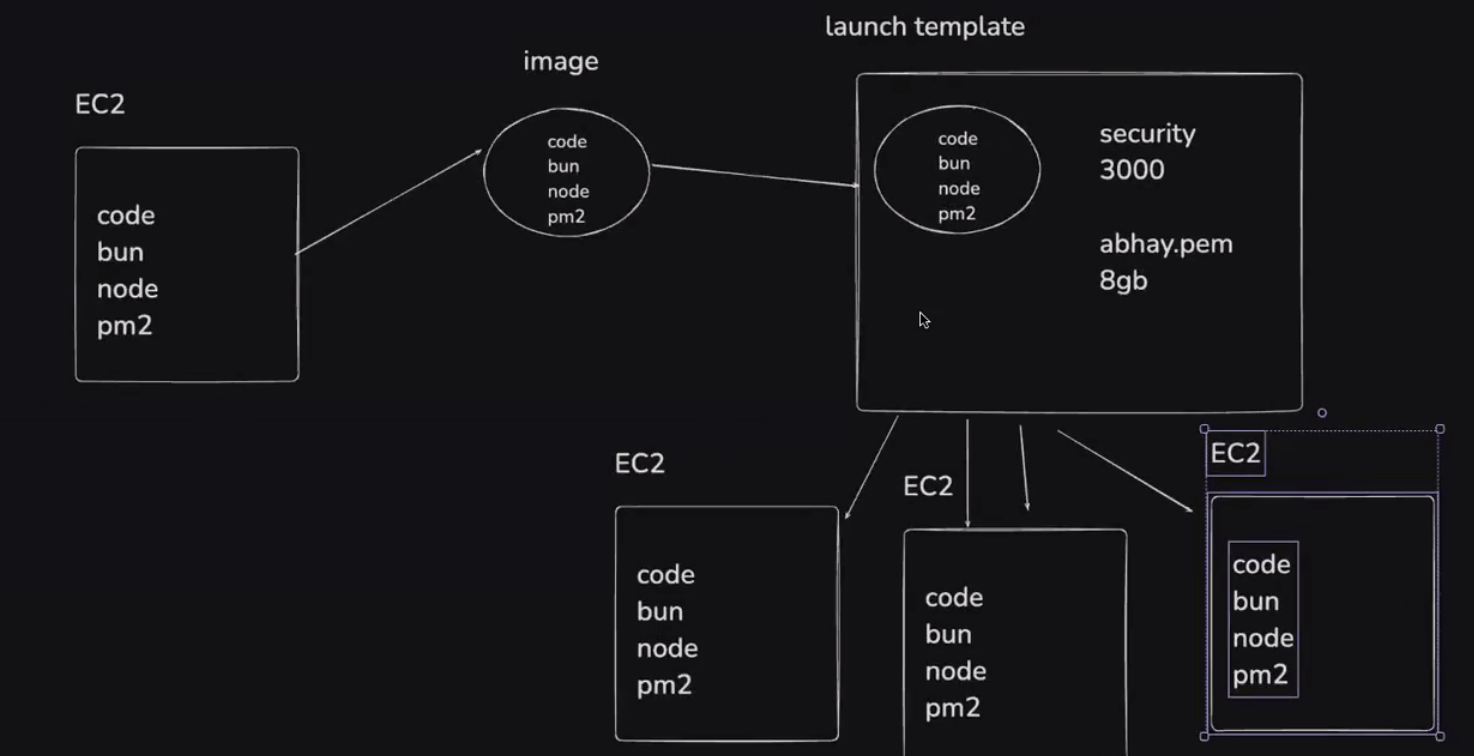 launch template
image
EC2
code
bun
node
pm2
code
bun
node
pm2
code
bun
node
pm2
security
3000
abhay.pem
8gb
EC2
code
bun
node
pm2
EC2
code
bun
node
pm2
EC2
code
bun
node
pm2